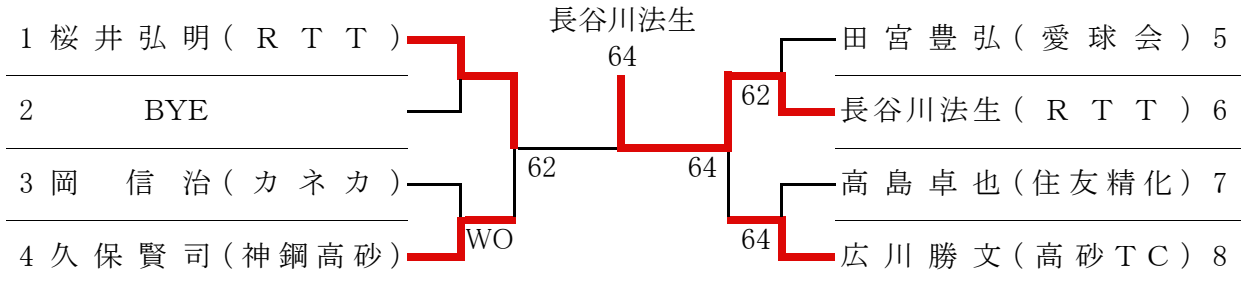 長谷川法生
64
1 桜井弘明(RTT)
2 BYE
3 岡 信治(カネカ)
4 久保賢司(神鋼高砂)
62
WO
田宮豊弘(愛球会) 5
長谷川法生(RTT) 6
高島卓也(住友精化) 7
広川勝文(高砂TC) 8
62
64
64